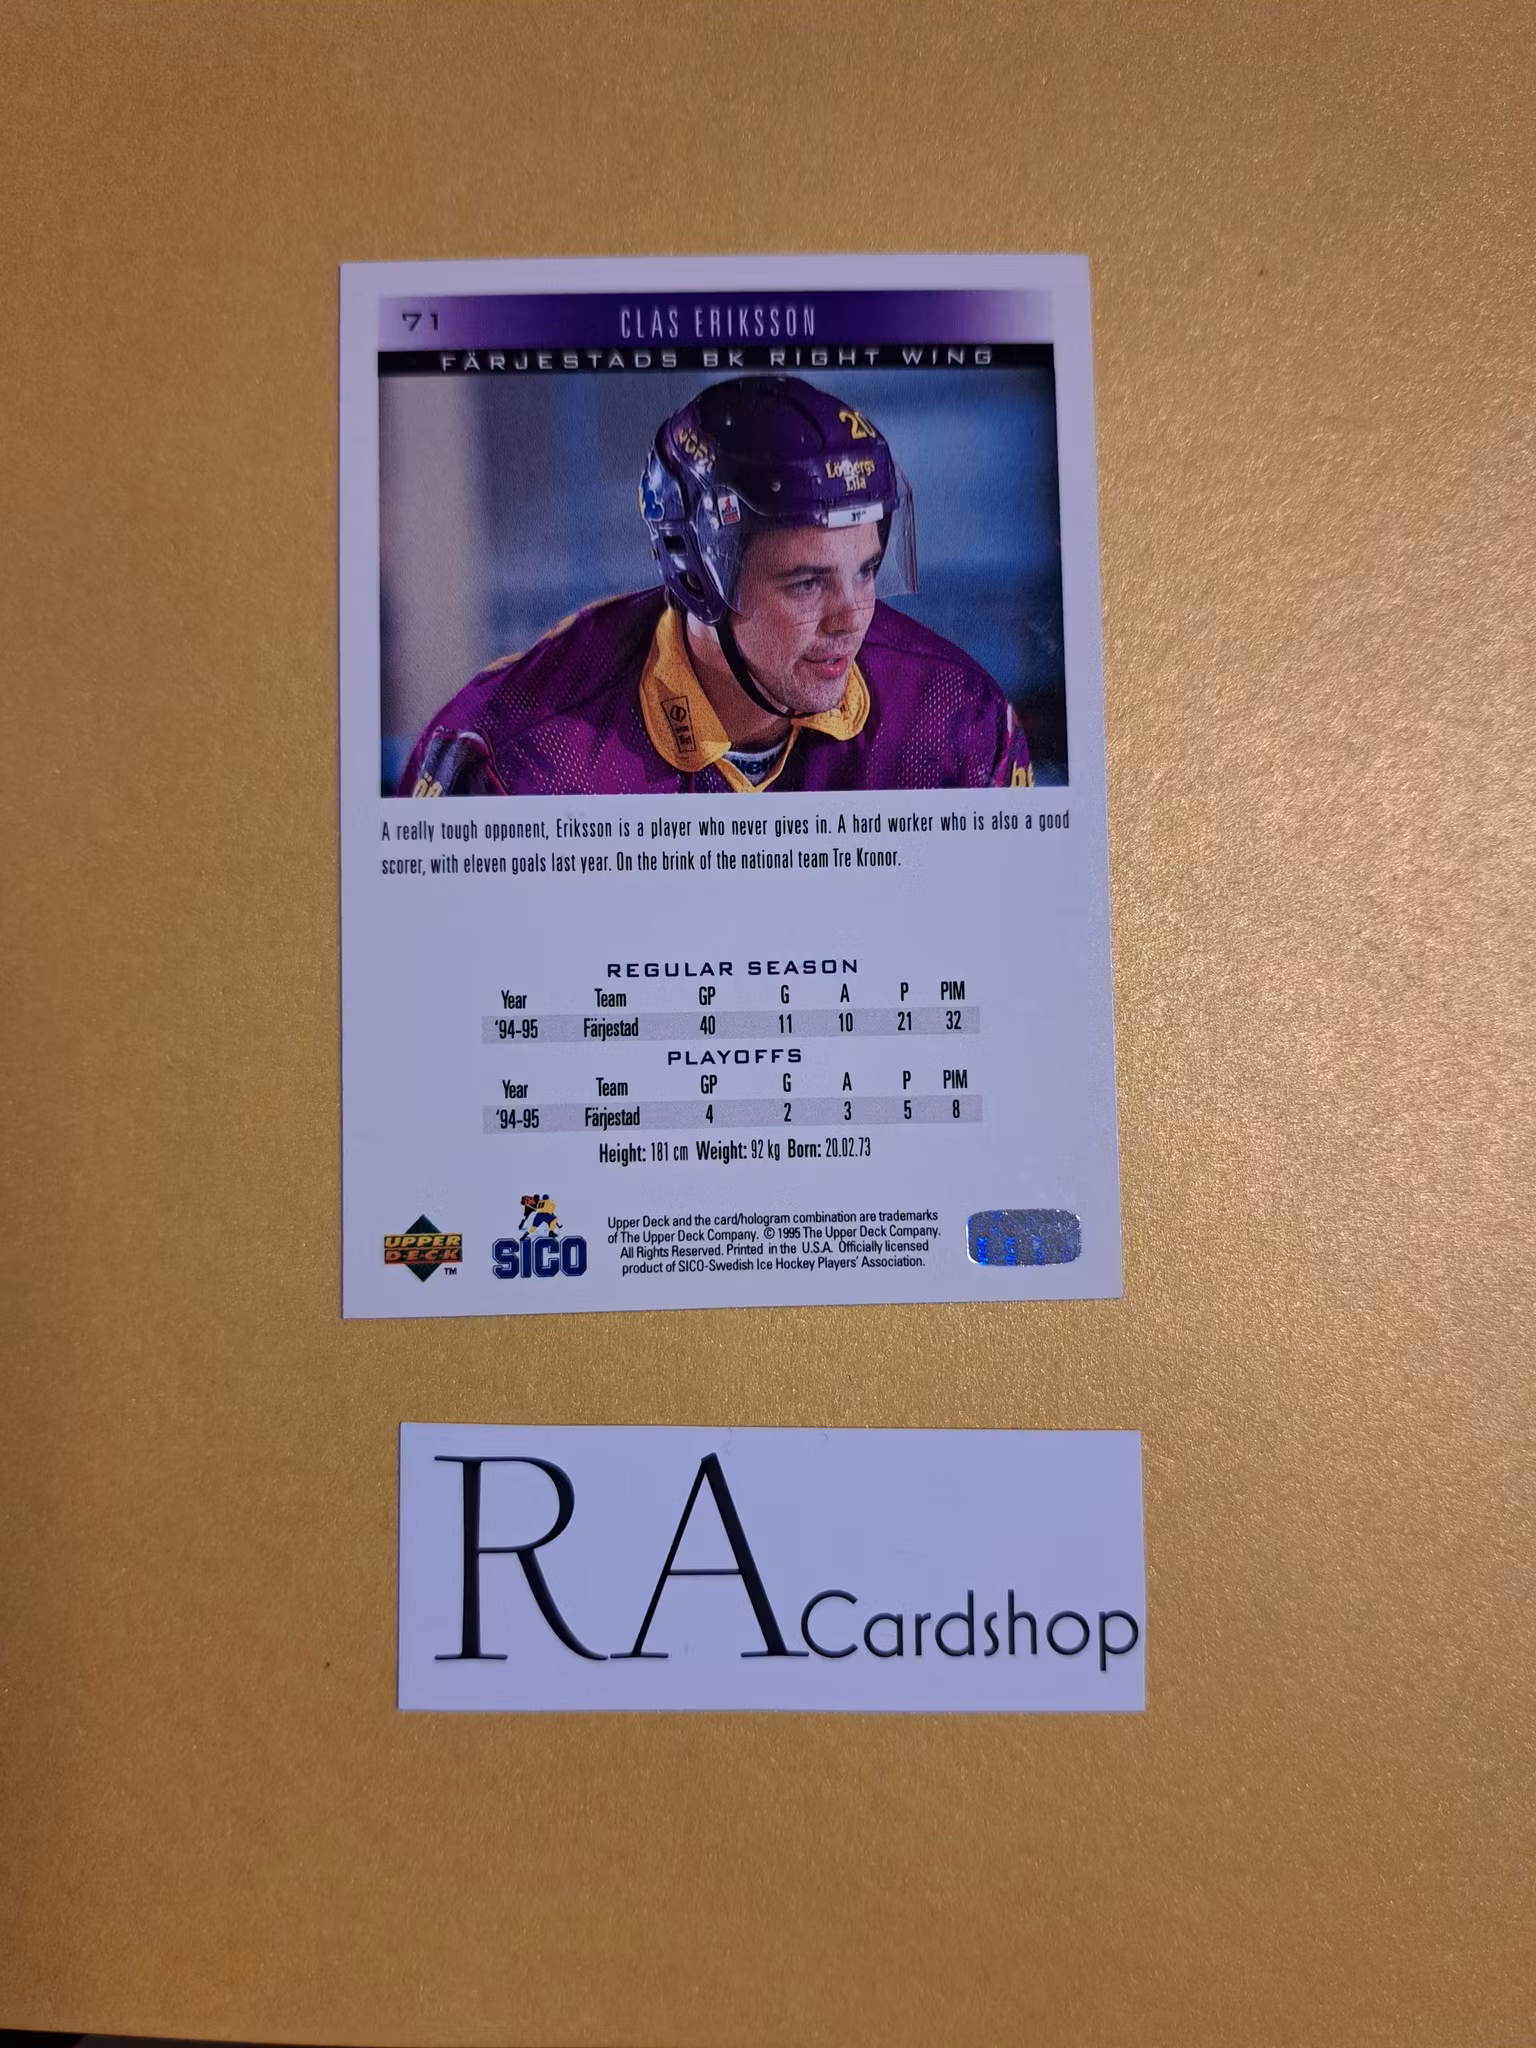 71
CLAS ERIKSSON
FÄRJESTADS BK RIGHT WING
20
Löfbergs
Lila
A really tough opponent, Eriksson is a player who never gives in. A hard worker who is also a good
scorer, with eleven goals last year. On the brink of the national team Tre Kronor.
REGULAR SEASON
Year Team GP G A P PIM
'94-95 Färjestad 40 11 10 21 32
PLAYOFFS
Year Team GP G A P PIM
'94-95 Färjestad 4 2 3 5 8
Height: 181 cm Weight: 92 kg Born: 20.02.73
UPPER
DECK
TM
SICO
Upper Deck and the card/hologram combination are trademarks
of The Upper Deck Company. © 1995 The Upper Deck Company.
All Rights Reserved. Printed in the U.S.A. Officially licensed
product of SICO-Swedish Ice Hockey Players' Association.
RA Cardshop